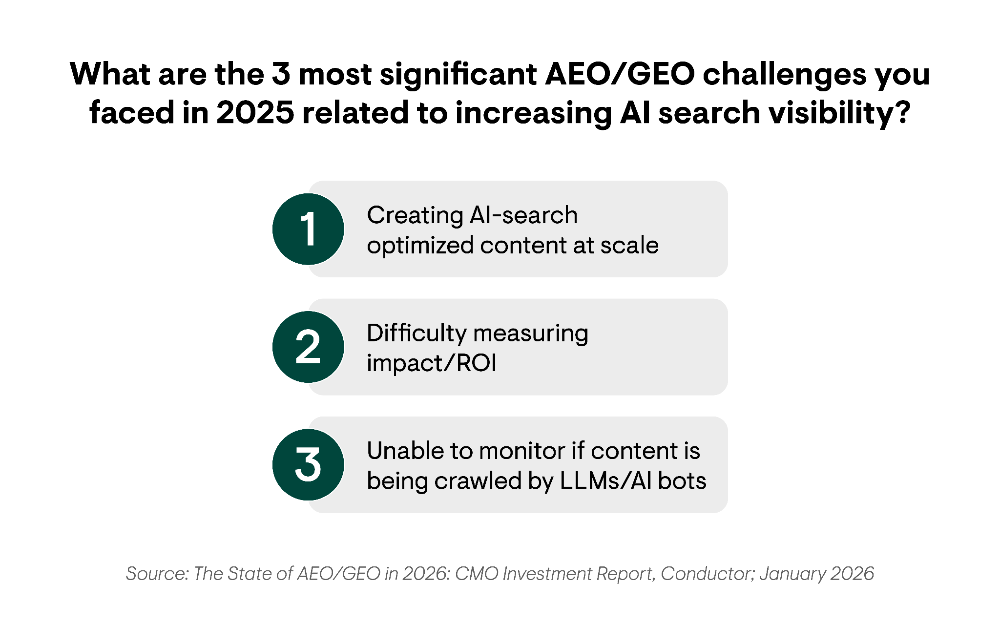 What are the 3 most significant AEO/GEO challenges you
faced in 2025 related to increasing AI search visibility?
1
Creating AI-search
optimized content at scale
2
Difficulty measuring
impact/ROI
3
Unable to monitor if content is
being crawled by LLMs/AI bots
Source: The State of AEO/GEO in 2026: CMO Investment Report, Conductor; January 2026